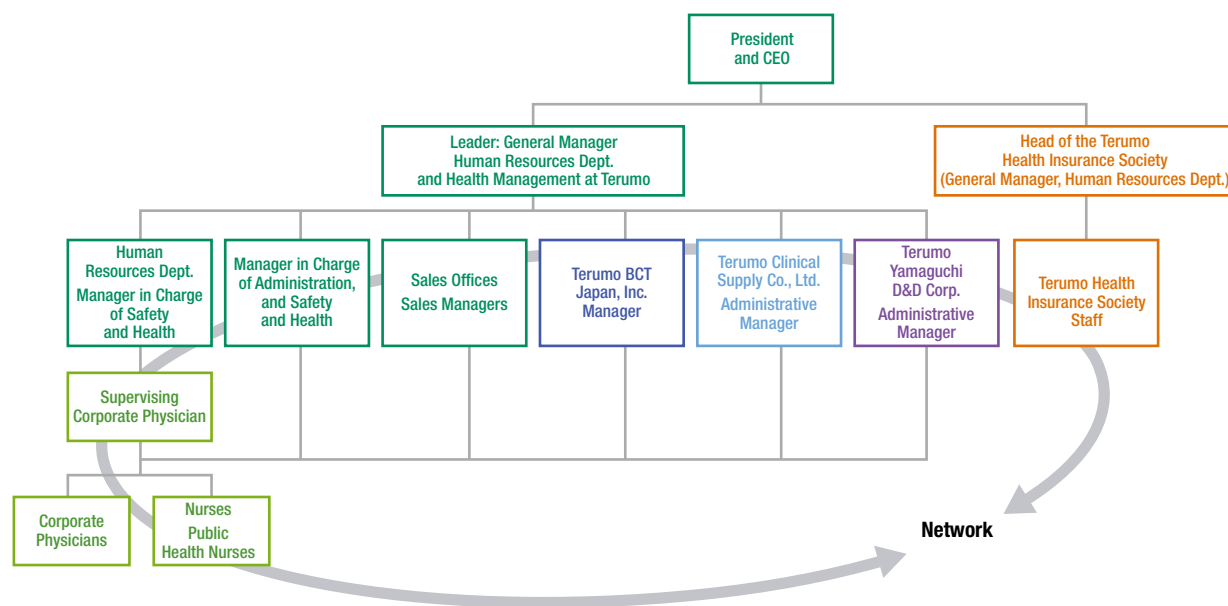 President
and CEO
Leader: General Manager
Human Resources Dept.
and Health Management at Terumo
Head of the Terumo
Health Insurance Society
(General Manager, Human Resources Dept.)
Human
Resources Dept.
Manager in Charge
of Safety
and Health
Manager in Charge
of Administration,
and Safety
and Health
Sales Offices
Sales Managers
Terumo BCT
Japan, Inc.
Manager
Terumo Clinical
Supply Co., Ltd.
Administrative
Manager
Terumo
Yamaguchi
D&D Corp.
Administrative
Manager
Terumo Health
Insurance Society
Staff
Supervising
Corporate Physician
Corporate
Physicians
Nurses
Public
Health Nurses
Network